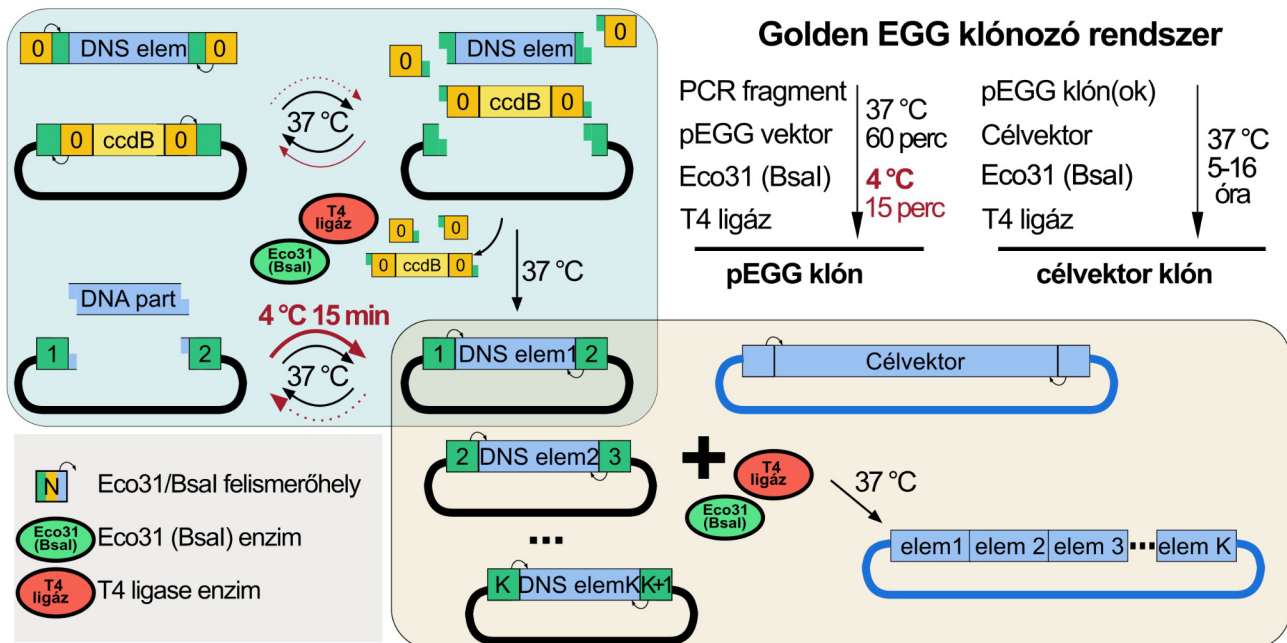 Golden EGG klónozó rendszer
0 DNS elem 0
37 °C
0 ccdB 0
0
DNS elem
0
0 ccdB 0
T4 ligáz
Eco31 (BsaI)
0
0
0 ccdB 0
37 °C
DNA part
1
2
4 °C 15 min
37 °C
1 DNS elem1 2
PCR fragment
pEGG vektor
Eco31 (BsaI)
T4 ligáz
37 °C
60 perc
4 °C
15 perc
pEGG klón
pEGG klón(ok)
Célvektor
Eco31 (BsaI)
T4 ligáz
37 °C
5-16
óra
célvektor klón
Célvektor
2 DNS elem2 3
...
K DNS elemK K+1
+
T4 ligáz
Eco31 (BsaI)
37 °C
elem1 elem 2 elem 3 ... elem K
N Eco31/BsaI felismerőhely
Eco31 (BsaI) Eco31 (BsaI) enzim
T4 ligáz T4 ligase enzim